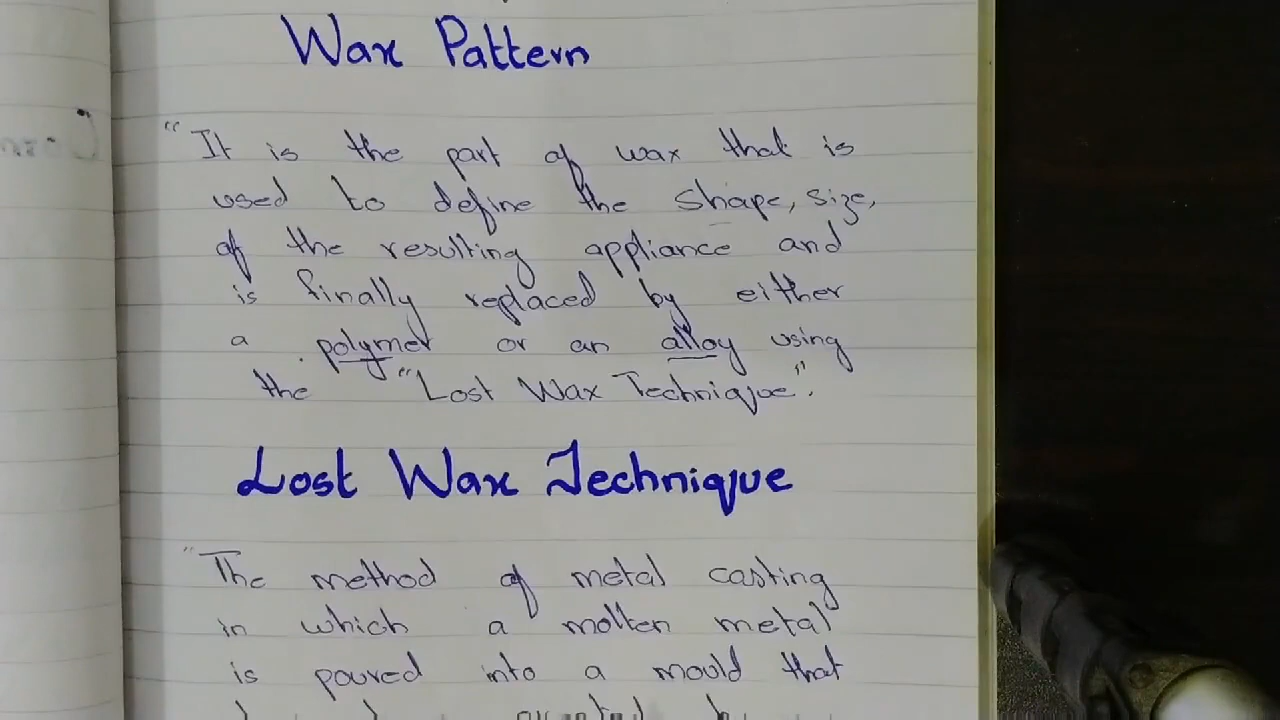 Wax Pattern
"It is the part of wax that is
used to define the shape, size,
of the resulting appliance and
is finally replaced by either
a polymer or an alloy using
the "Lost Wax Technique".
Lost Wax Technique
"The method of metal casting
in which a molten metal
is poured into a mould that